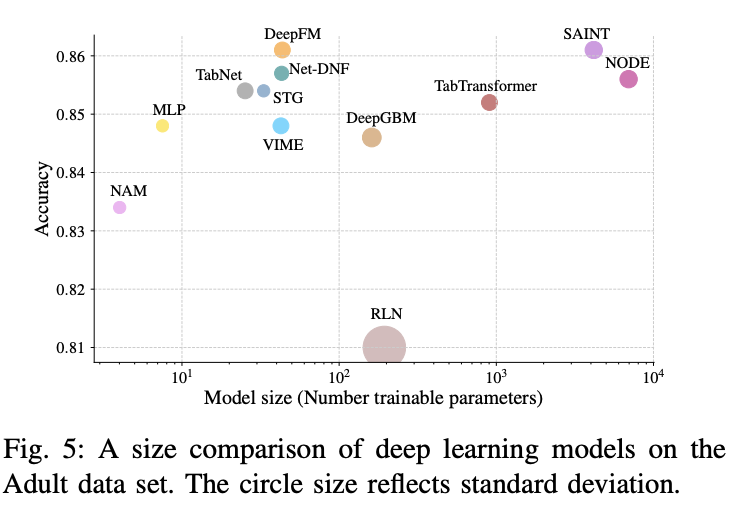 DeepFM
SAINT
0.86
Net-DNF
NODE
TabNet
TabTransformer
STG
0.85
MLP
DeepGBM
VIME
0.84
NAM
0.83
0.82
RLN
0.81
Accuracy
10¹ 10² 10³ 10⁴
Model size (Number trainable parameters)
Fig. 5: A size comparison of deep learning models on the
Adult data set. The circle size reflects standard deviation.